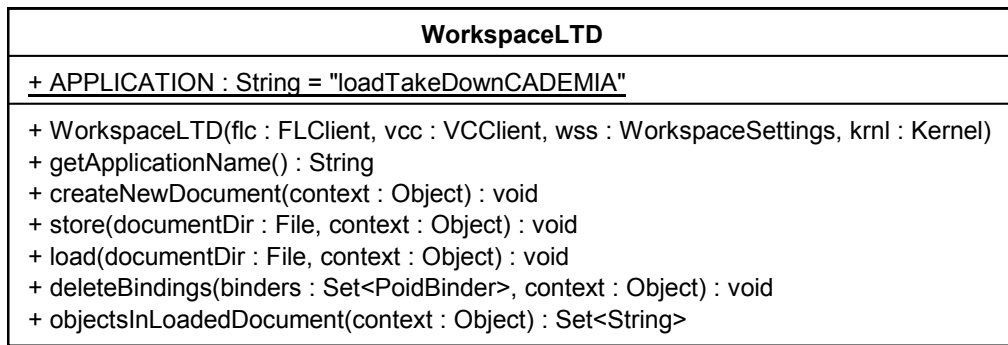 WorkspaceLTD
+ APPLICATION : String = "loadTakeDownCADEMIA"
+ WorkspaceLTD(flc : FLClient, vcc : VCClient, wss : WorkspaceSettings, krnl : Kernel)
+ getApplicationName() : String
+ createNewDocument(context : Object) : void
+ store(documentDir : File, context : Object) : void
+ load(documentDir : File, context : Object) : void
+ deleteBindings(binders : Set<PoidBinder>, context : Object) : void
+ objectsInLoadedDocument(context : Object) : Set<String>